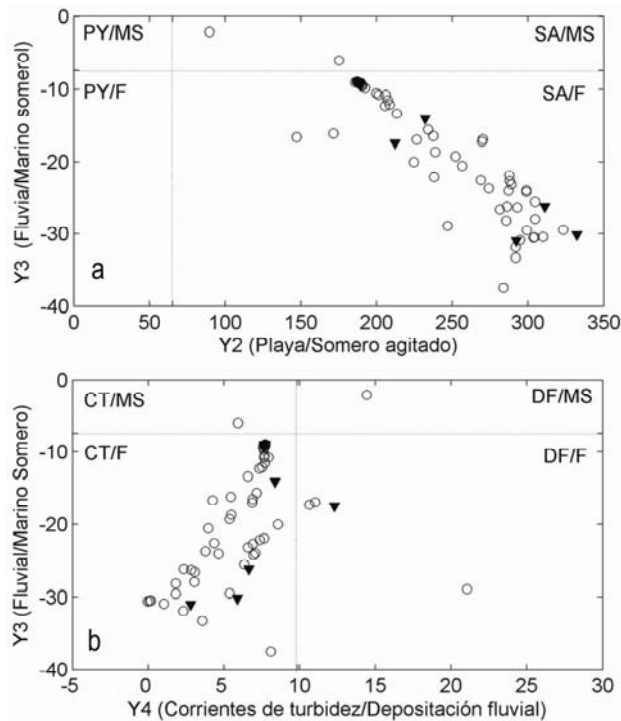 0
PY/MS
SA/MS
PY/F
SA/F
-10
-20
-30
-40
Y3 (Fluvia/Marino somerol)
a
0
50
100
150
200
250
300
350
Y2 (Playa/Somero agitado)
0
CT/MS
DF/MS
CT/F
DF/F
-10
-20
-30
-40
Y3 (Fluvial/Marino Somero)
b
-5
0
5
10
15
20
25
30
Y4 (Corrientes de turbidez/Depositación fluvial)